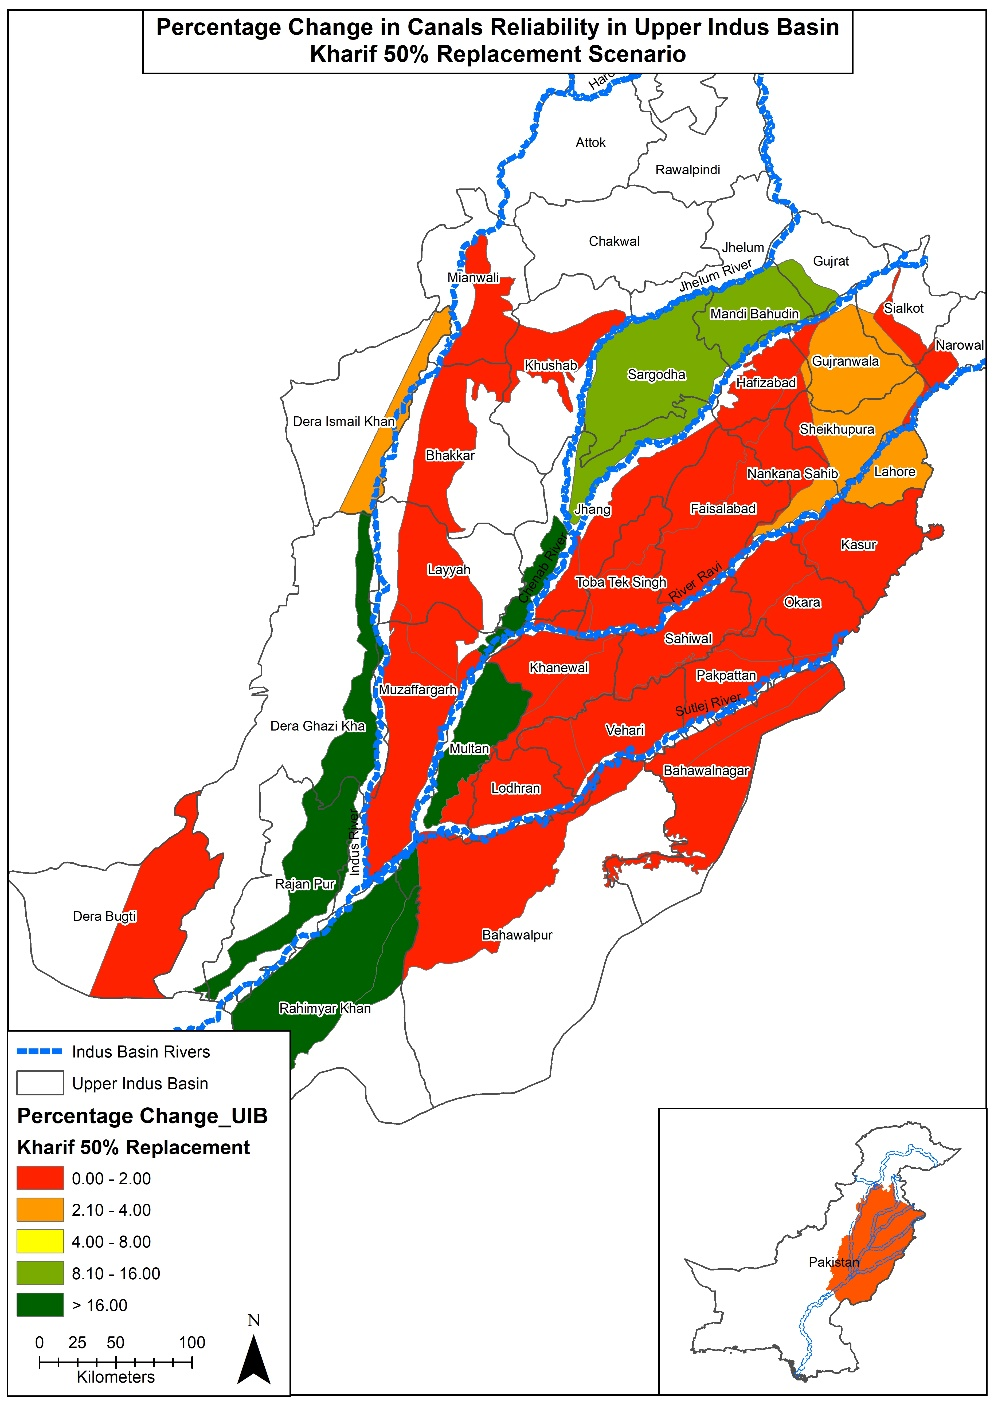 Percentage Change in Canals Reliability in Upper Indus Basin
Kharif 50% Replacement Scenario
Attok
Rawalpindi
Chakwal
Jhelum
Gujrat
Jhelum River
Mianwali
Mandi Bahudin
Sialkot
Narowal
Khushab
Sargodha
Hafizabad
Gujranwala
Dera Ismail Khan
Sheikhupura
Bhakkar
Nankana Sahib
Lahore
Jhang
Faisalabad
Kasur
Chenab River
Layyah
Toba Tek Singh
River Ravi
Okara
Sahiwal
Khanewal
Pakpattan
Muzaffargarh
Sutlej River
Dera Ghazi Kha
Vehari
Multan
Bahawalnagar
Lodhran
Indus River
Rajan Pur
Dera Bugti
Bahawalpur
Rahimyar Khan
Indus Basin Rivers
Upper Indus Basin
Percentage Change_UIB
Kharif 50% Replacement
0.00 - 2.00
2.10 - 4.00
4.00 - 8.00
8.10 - 16.00
> 16.00
N
0 25 50 100
Kilometers
Pakistan